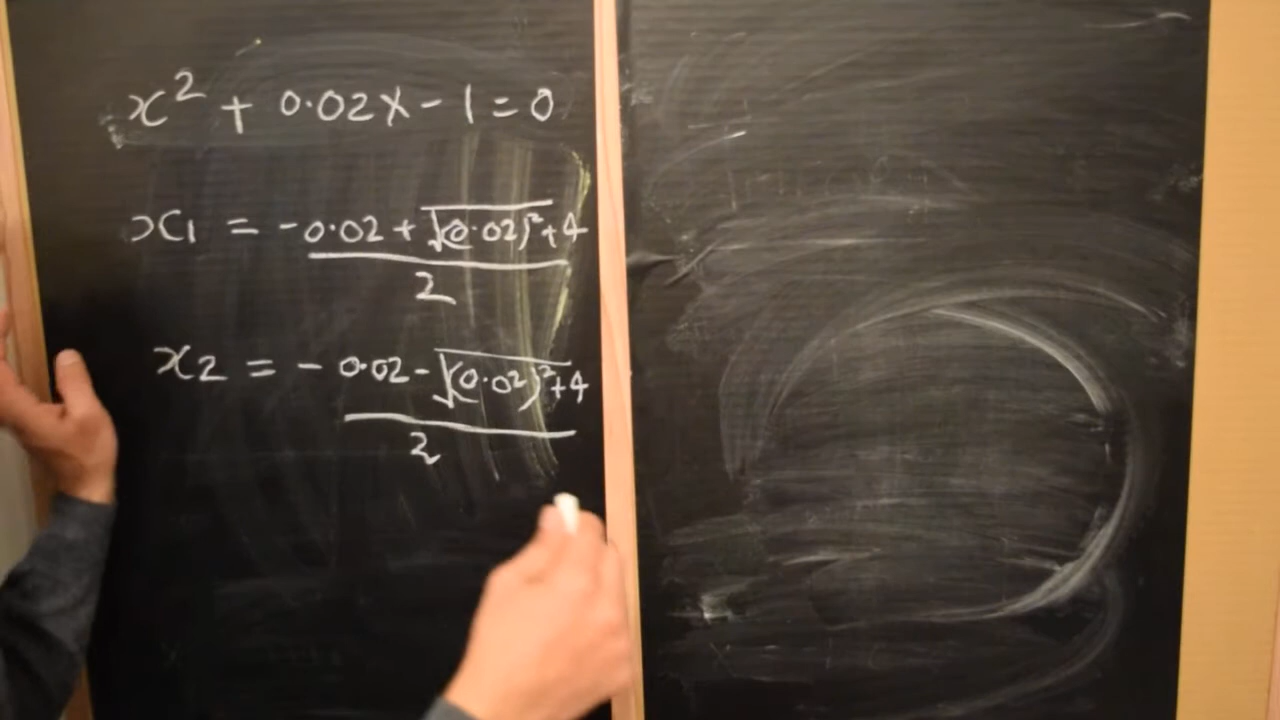 x² + 0.02x - 1 = 0
x1 = -0.02 + √(0.02)² + 4
2
x2 = - 0.02 - √(0.02)² + 4
2